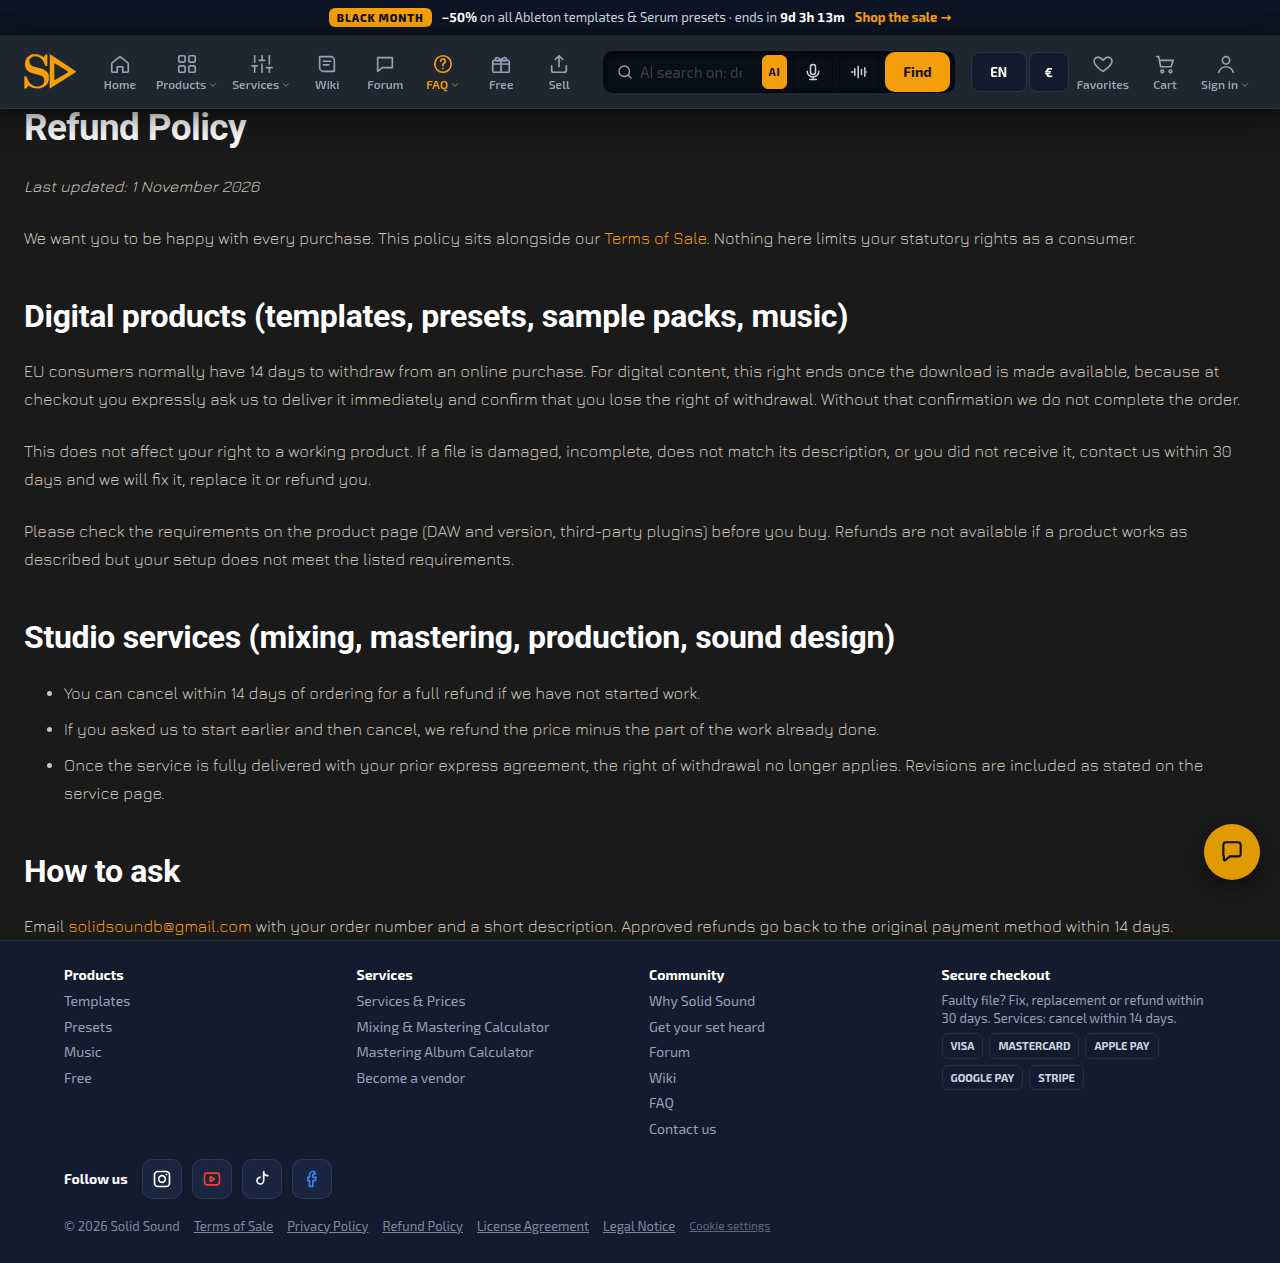 BLACK MONTH −50% on all Ableton templates & Serum presets · ends in 9d 3h 13m Shop the sale →
SD
Home
Products
Services
Wiki
Forum
FAQ
Free
Sell
AI search on: dr
AI
Find
EN
€
Favorites
Cart
Sign in
Refund Policy
Last updated: 1 November 2026
We want you to be happy with every purchase. This policy sits alongside our Terms of Sale. Nothing here limits your statutory rights as a consumer.
Digital products (templates, presets, sample packs, music)
EU consumers normally have 14 days to withdraw from an online purchase. For digital content, this right ends once the download is made available, because at
checkout you expressly ask us to deliver it immediately and confirm that you lose the right of withdrawal. Without that confirmation we do not complete the order.
This does not affect your right to a working product. If a file is damaged, incomplete, does not match its description, or you did not receive it, contact us within 30
days and we will fix it, replace it or refund you.
Please check the requirements on the product page (DAW and version, third-party plugins) before you buy. Refunds are not available if a product works as
described but your setup does not meet the listed requirements.
Studio services (mixing, mastering, production, sound design)
• You can cancel within 14 days of ordering for a full refund if we have not started work.
• If you asked us to start earlier and then cancel, we refund the price minus the part of the work already done.
• Once the service is fully delivered with your prior express agreement, the right of withdrawal no longer applies. Revisions are included as stated on the
service page.
How to ask
Email solidsoundb@gmail.com with your order number and a short description. Approved refunds go back to the original payment method within 14 days.
Products
Templates
Presets
Music
Free
Services
Services & Prices
Mixing & Mastering Calculator
Mastering Album Calculator
Become a vendor
Community
Why Solid Sound
Get your set heard
Forum
Wiki
FAQ
Contact us
Secure checkout
Faulty file? Fix, replacement or refund within
30 days. Services: cancel within 14 days.
VISA MASTERCARD APPLE PAY
GOOGLE PAY STRIPE
Follow us
© 2026 Solid Sound Terms of Sale Privacy Policy Refund Policy License Agreement Legal Notice Cookie settings